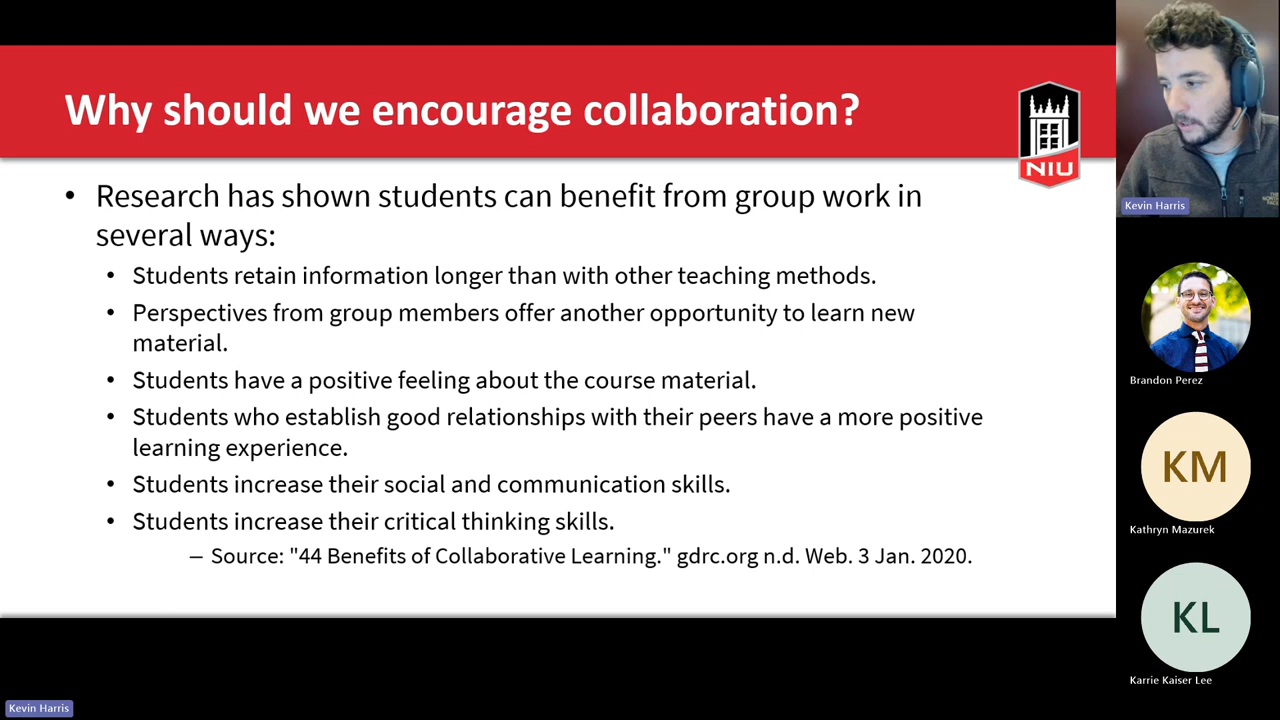 Why should we encourage collaboration?
NIU
• Research has shown students can benefit from group work in
several ways:
• Students retain information longer than with other teaching methods.
• Perspectives from group members offer another opportunity to learn new
material.
• Students have a positive feeling about the course material.
• Students who establish good relationships with their peers have a more positive
learning experience.
• Students increase their social and communication skills.
• Students increase their critical thinking skills.
– Source: "44 Benefits of Collaborative Learning." gdrc.org n.d. Web. 3 Jan. 2020.
Kevin Harris
Brandon Perez
KM
Kathryn Mazurek
KL
Karrie Kaiser Lee
Kevin Harris